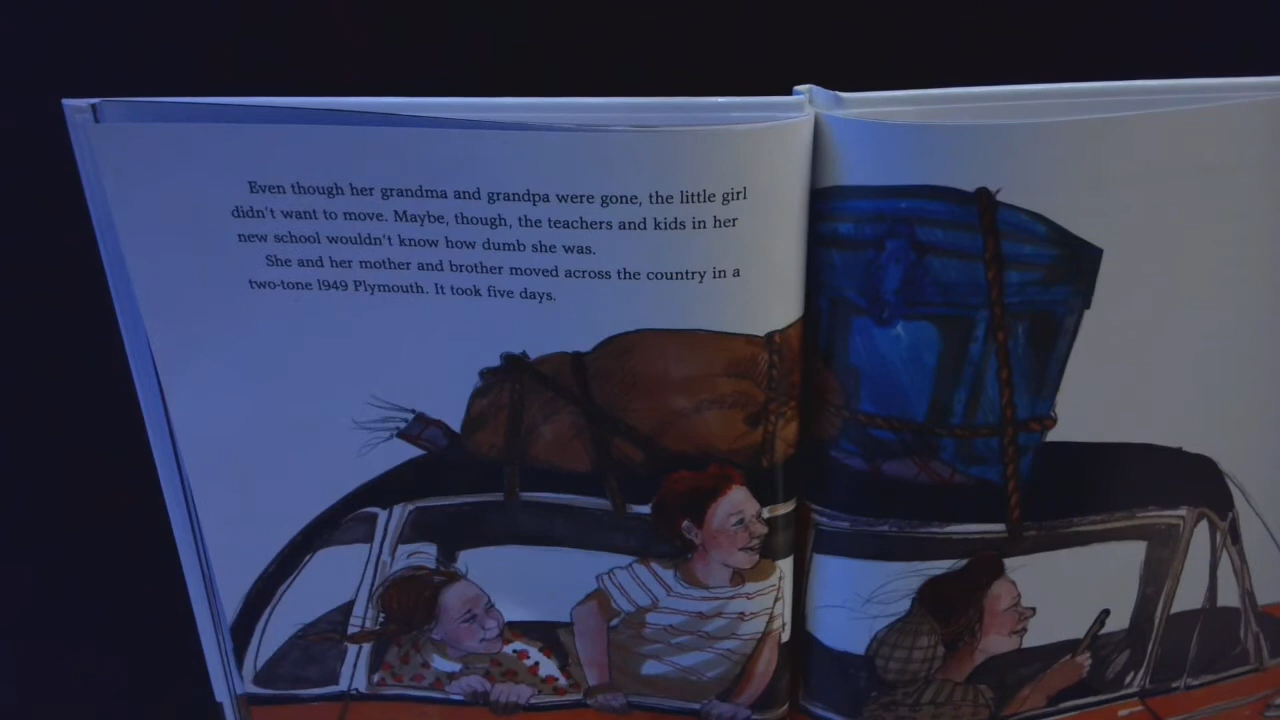 Even though her grandma and grandpa were gone, the little girl
didn't want to move. Maybe, though, the teachers and kids in her
new school wouldn't know how dumb she was.
She and her mother and brother moved across the country in a
two-tone 1949 Plymouth. It took five days.